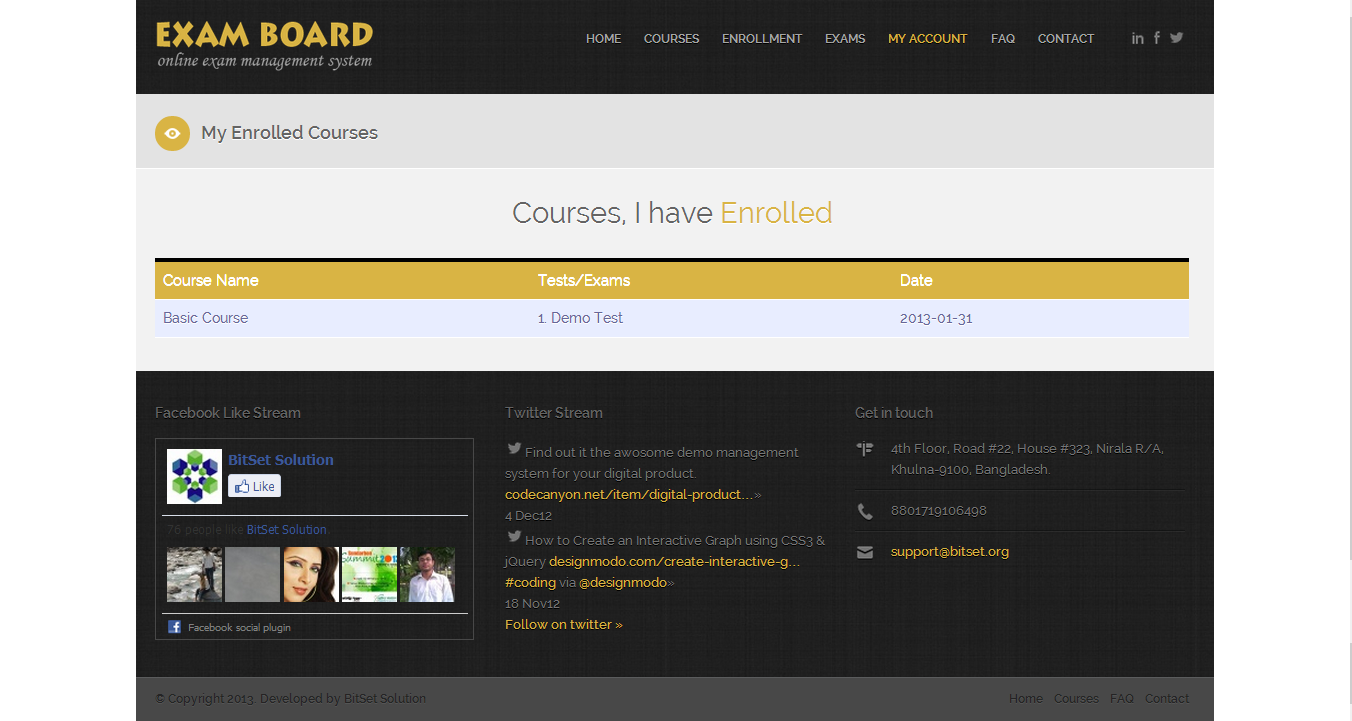 EXAM BOARD
online exam management system
HOME COURSES ENROLLMENT EXAMS MY ACCOUNT FAQ CONTACT
My Enrolled Courses
Courses, I have Enrolled
Course Name Tests/Exams Date
Basic Course 1. Demo Test 2013-01-31
Facebook Like Stream
BitSet Solution
Like
76 people like BitSet Solution.
Facebook social plugin
Twitter Stream
Find out it the awosome demo management
system for your digital product.
codecanyon.net/item/digital-product…»
4 Dec12
How to Create an Interactive Graph using CSS3 &
jQuery designmodo.com/create-interactive-g…
#coding via @designmodo»
18 Nov12
Follow on twitter »
Get in touch
4th Floor, Road #22, House #323, Nirala R/A,
Khulna-9100, Bangladesh.
8801719106498
support@bitset.org
© Copyright 2013. Developed by BitSet Solution
Home Courses FAQ Contact